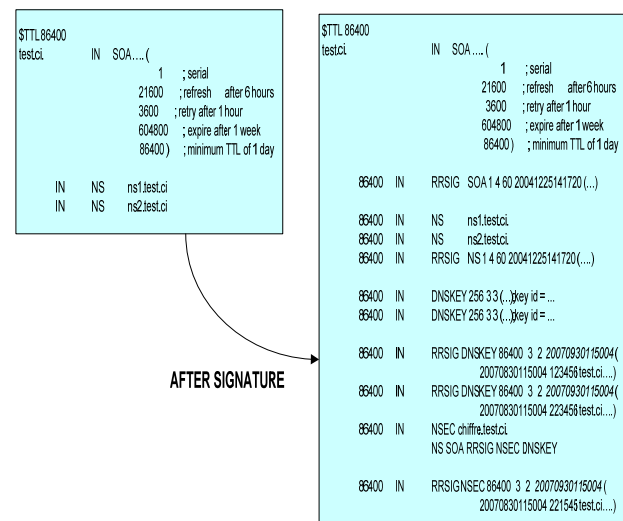 $TTL 86400
test.ci. IN SOA .... (
1 ; serial
21600 ; refresh after 6 hours
3600 ; retry after 1 hour
604800 ; expire after 1 week
86400 ) ; minimum TTL of 1 day
IN NS ns1.test.ci
IN NS ns2.test.ci
AFTER SIGNATURE
$TTL 86400
test.ci. IN SOA .... (
1 ; serial
21600 ; refresh after 6 hours
3600 ; retry after 1 hour
604800 ; expire after 1 week
86400 ) ; minimum TTL of 1 day
86400 IN RRSIG SOA 1 4 60 20041225141720 (...)
86400 IN NS ns1.test.ci.
86400 IN NS ns2.test.ci.
86400 IN RRSIG NS 1 4 60 20041225141720 (....)
86400 IN DNSKEY 256 3 3 (...);key id = ...
86400 IN DNSKEY 256 3 3 (...);key id = ...
86400 IN RRSIG DNSKEY 86400 3 2 20070930115004 (
20070830115004 123456 test.ci....)
86400 IN RRSIG DNSKEY 86400 3 2 20070930115004 (
20070830115004 223456 test.ci....)
86400 IN NSEC chiffre.test.ci.
NS SOA RRSIG NSEC DNSKEY
86400 IN RRSIG NSEC 86400 3 2 20070930115004 (
20070830115004 221545 test.ci....)